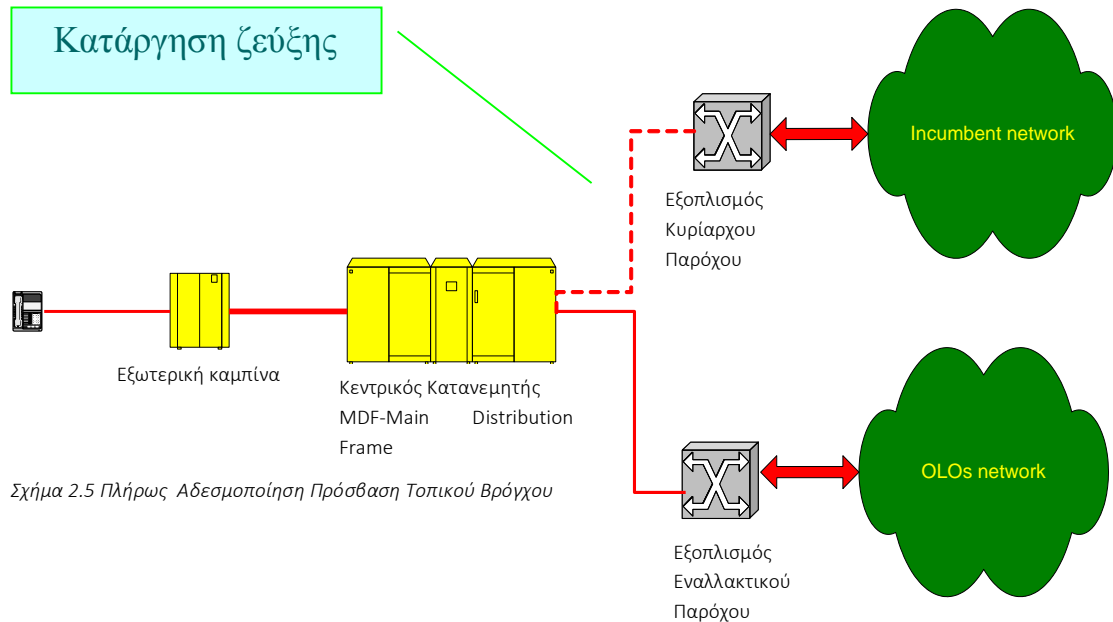 Κατάργηση ζεύξης
Incumbent network
Εξοπλισμός
Κυρίαρχου
Παρόχου
Εξωτερική καμπίνα
Κεντρικός Κατανεμητής
MDF-Main Distribution
Frame
Σχήμα 2.5 Πλήρως Αδεσμοποίηση Πρόσβαση Τοπικού Βρόγχου
OLOs network
Εξοπλισμός
Εναλλακτικού
Παρόχου